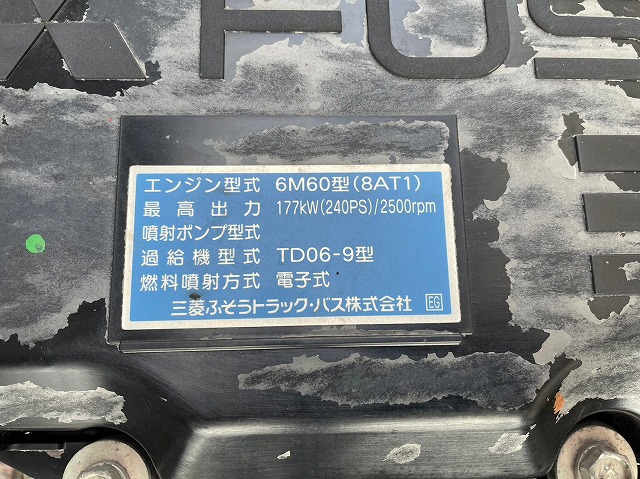 FUS
エンジン型式 6M60型(8AT1)
最高出力 177kW(240PS)/2500rpm
噴射ポンプ型式
過給機型式 TD06-9型
燃料噴射方式 電子式
三菱ふそうトラック・バス株式会社 EG